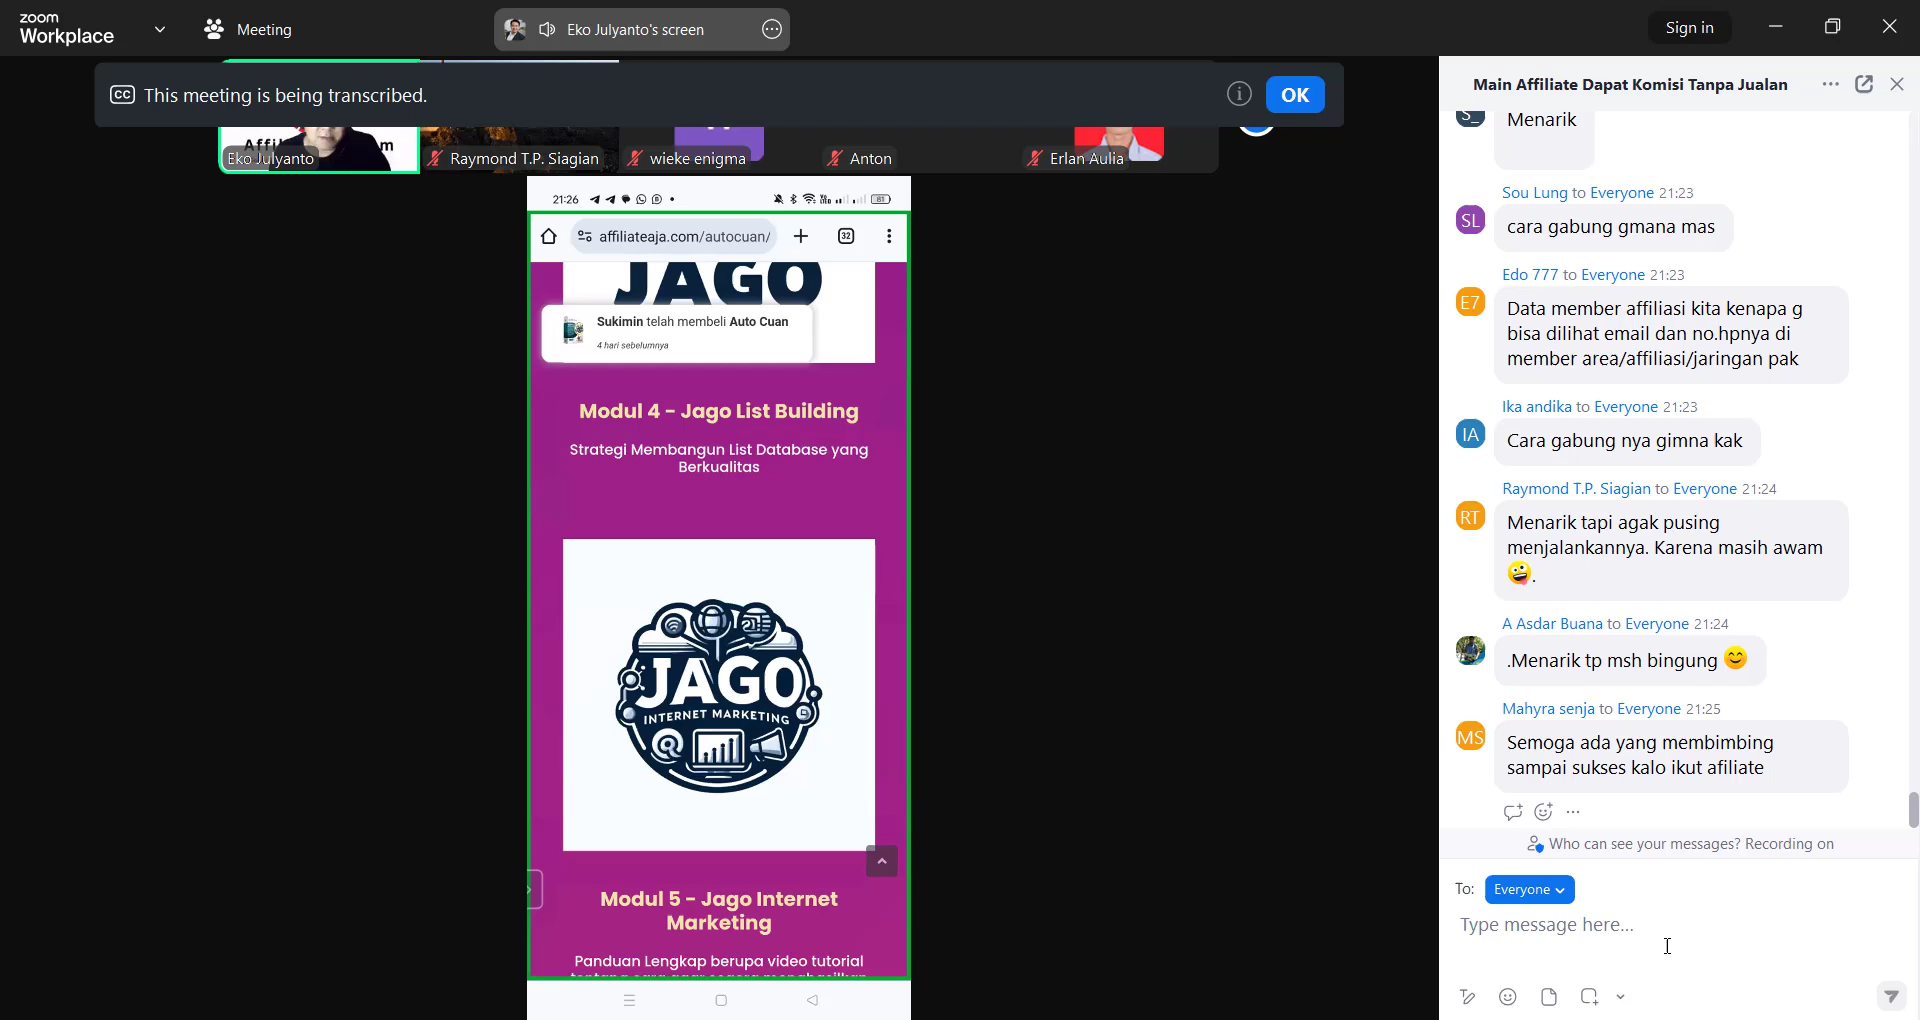 zoom
Workplace
Meeting
Eko Julyanto's screen
Sign in
CC This meeting is being transcribed.
OK
Eko Julyanto
Raymond T.P. Siagian
wieke enigma
Anton
Erlan Aulia
21:26
affiliateaja.com/autocuan/
32
JAGO
Sukimin telah membeli Auto Cuan
4 hari sebelumnya
Modul 4 - Jago List Building
Strategi Membangun List Database yang
Berkualitas
JAGO
INTERNET MARKETING
Modul 5 - Jago Internet
Marketing
Panduan Lengkap berupa video tutorial
Main Affiliate Dapat Komisi Tanpa Jualan
Menarik
Sou Lung to Everyone 21:23
SL
cara gabung gmana mas
Edo 777 to Everyone 21:23
E7
Data member affiliasi kita kenapa g
bisa dilihat email dan no.hpnya di
member area/affiliasi/jaringan pak
Ika andika to Everyone 21:23
IA
Cara gabung nya gimna kak
Raymond T.P. Siagian to Everyone 21:24
RT
Menarik tapi agak pusing
menjalankannya. Karena masih awam
🤪.
A Asdar Buana to Everyone 21:24
.Menarik tp msh bingung 😊
Mahyra senja to Everyone 21:25
MS
Semoga ada yang membimbing
sampai sukses kalo ikut afiliate
Who can see your messages? Recording on
To: Everyone
Type message here...